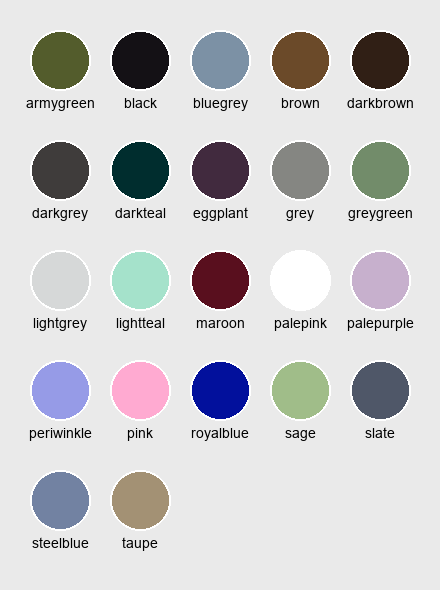 armygreen black bluegrey brown darkbrown
darkgrey darkteal eggplant grey greygreen
lightgrey lightteal maroon palepink palepurple
periwinkle pink royalblue sage slate
steelblue taupe